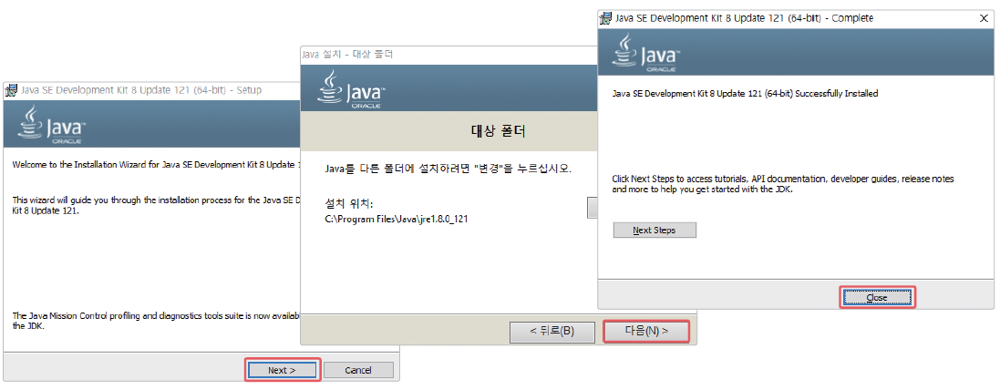 Java SE Development Kit 8 Update 121 (64-bit) - Setup
Java™
ORACLE
Welcome to the Installation Wizard for Java SE Development Kit 8 Update
This wizard will guide you through the installation process for the Java SE
Kit 8 Update 121.
The Java Mission Control profiling and diagnostics tools suite is now
the JDK.
Next >
Cancel
Java 설치 - 대상 폴더
Java™
ORACLE
대상 폴더
Java를 다른 폴더에 설치하려면 "변경"을 누르십시오.
설치 위치:
C:\Program Files\Java\jre1.8.0_121
< 뒤로(B)
다음(N) >
Java SE Development Kit 8 Update 121 (64-bit) - Complete
Java™
ORACLE
Java SE Development Kit 8 Update 121 (64-bit) Successfully Installed
Click Next Steps to access tutorials, API documentation, developer guides, release notes
and more to help you get started with the JDK.
Next Steps
Close